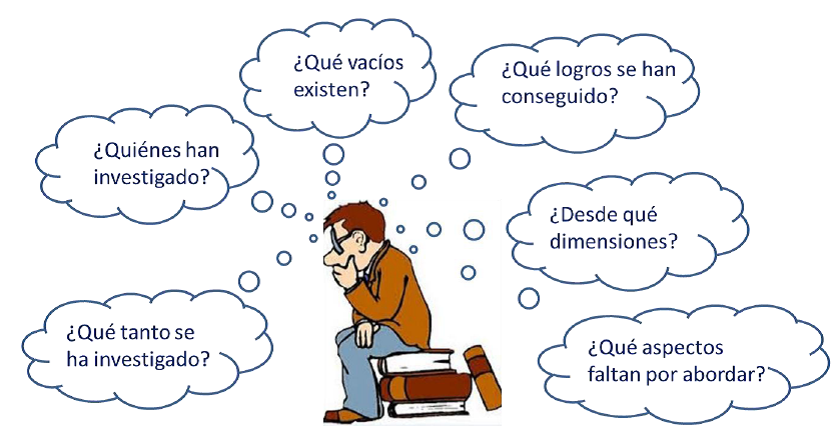 ¿Qué vacíos
existen?
¿Qué logros se han
conseguido?
¿Quiénes han
investigado?
¿Desde qué
dimensiones?
¿Qué tanto se
ha investigado?
¿Qué aspectos
faltan por abordar?